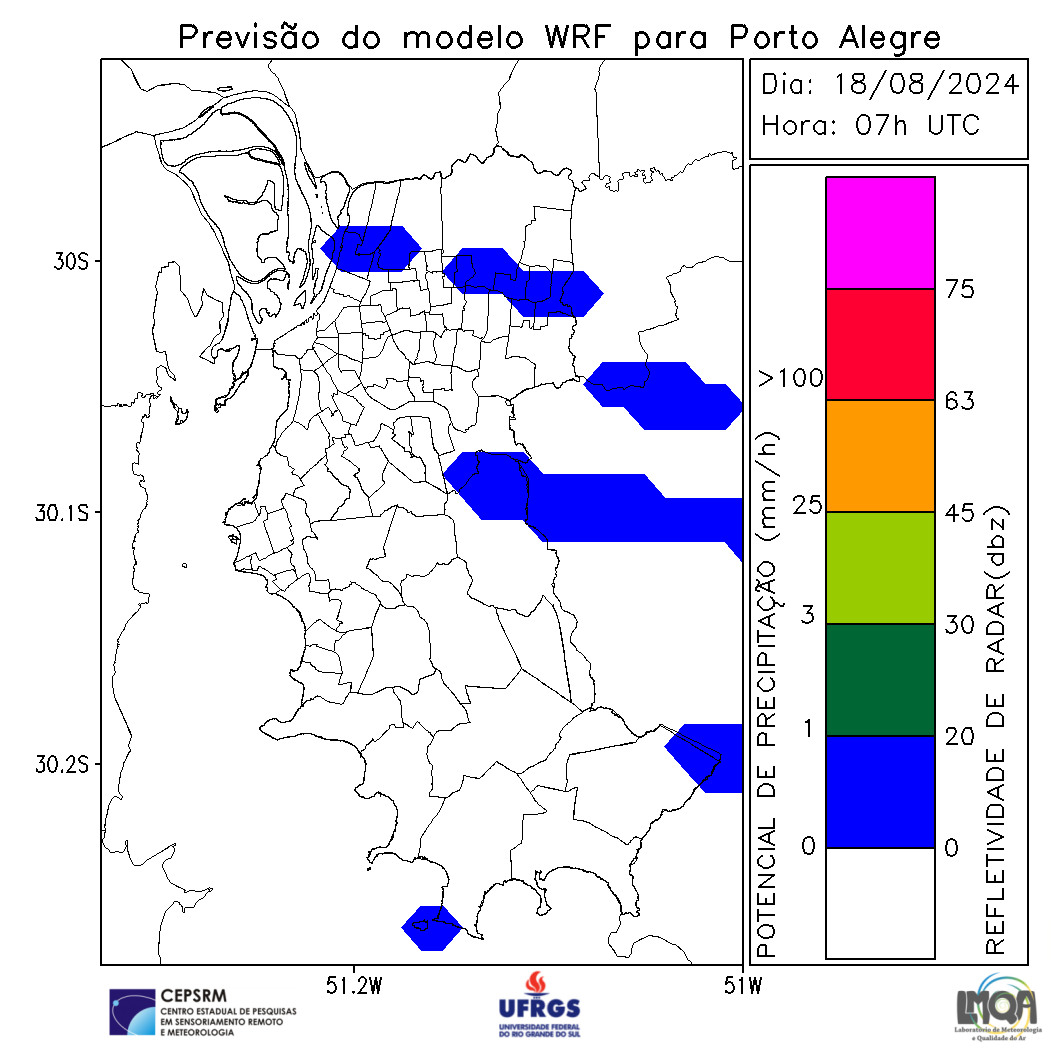 Previsão do modelo WRF para Porto Alegre
Dia: 18/08/2024
Hora: 07h UTC
30S
30.1S
30.2S
51.2W
51W
POTENCIAL DE PRECIPITAÇÃO (mm/h)
>100
25
3
1
0
75
63
45
30
20
0
REFLETIVIDADE DE RADAR(dbz)
CEPSRM
CENTRO ESTADUAL DE PESQUISAS
EM SENSORIAMENTO REMOTO
E METEOROLOGIA
UFRGS
UNIVERSIDADE FEDERAL
DO RIO GRANDE DO SUL
LMQA
Laboratório de Meteorologia
e Qualidade do Ar